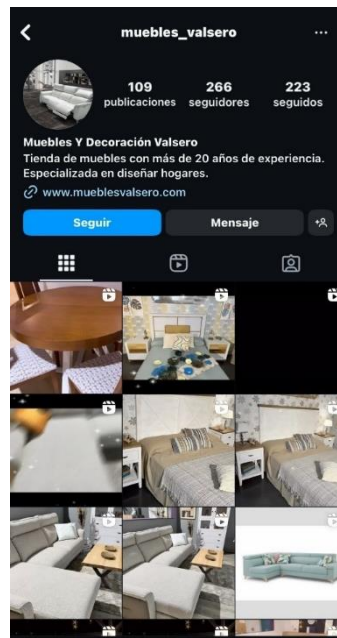 muebles_valsero
109 266 223
publicaciones seguidores seguidos
Muebles Y Decoración Valsero
Tienda de muebles con más de 20 años de experiencia.
Especializada en diseñar hogares.
www.mueblesvalsero.com
Seguir Mensaje